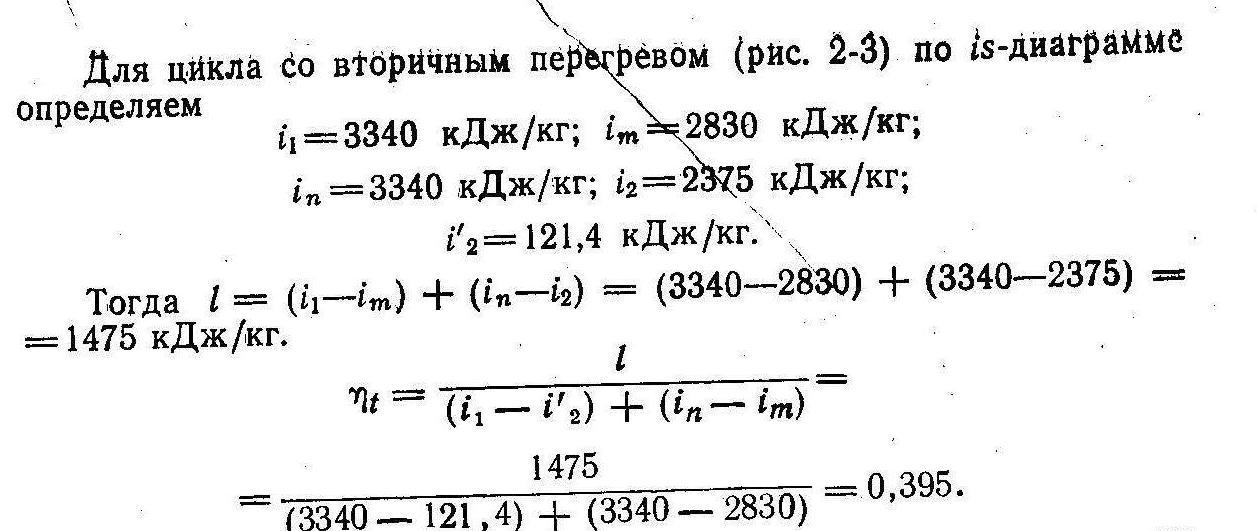 Для цикла со вторичным перегревом (рис. 2-3) по is-диаграмме
определяем
i₁=3340 кДж/кг; iₘ=2830 кДж/кг;
iₙ=3340 кДж/кг; i₂=2375 кДж/кг;
i′₂=121,4 кДж/кг.
Тогда l = (i₁—iₘ) + (iₙ—i₂) = (3340—2830) + (3340—2375) =
=1475 кДж/кг.
l
ηt = ――― =
(i₁ — i′₂) + (iₙ — iₘ)
1475
= ――― = 0,395.
(3340 — 121,4) + (3340 — 2830)